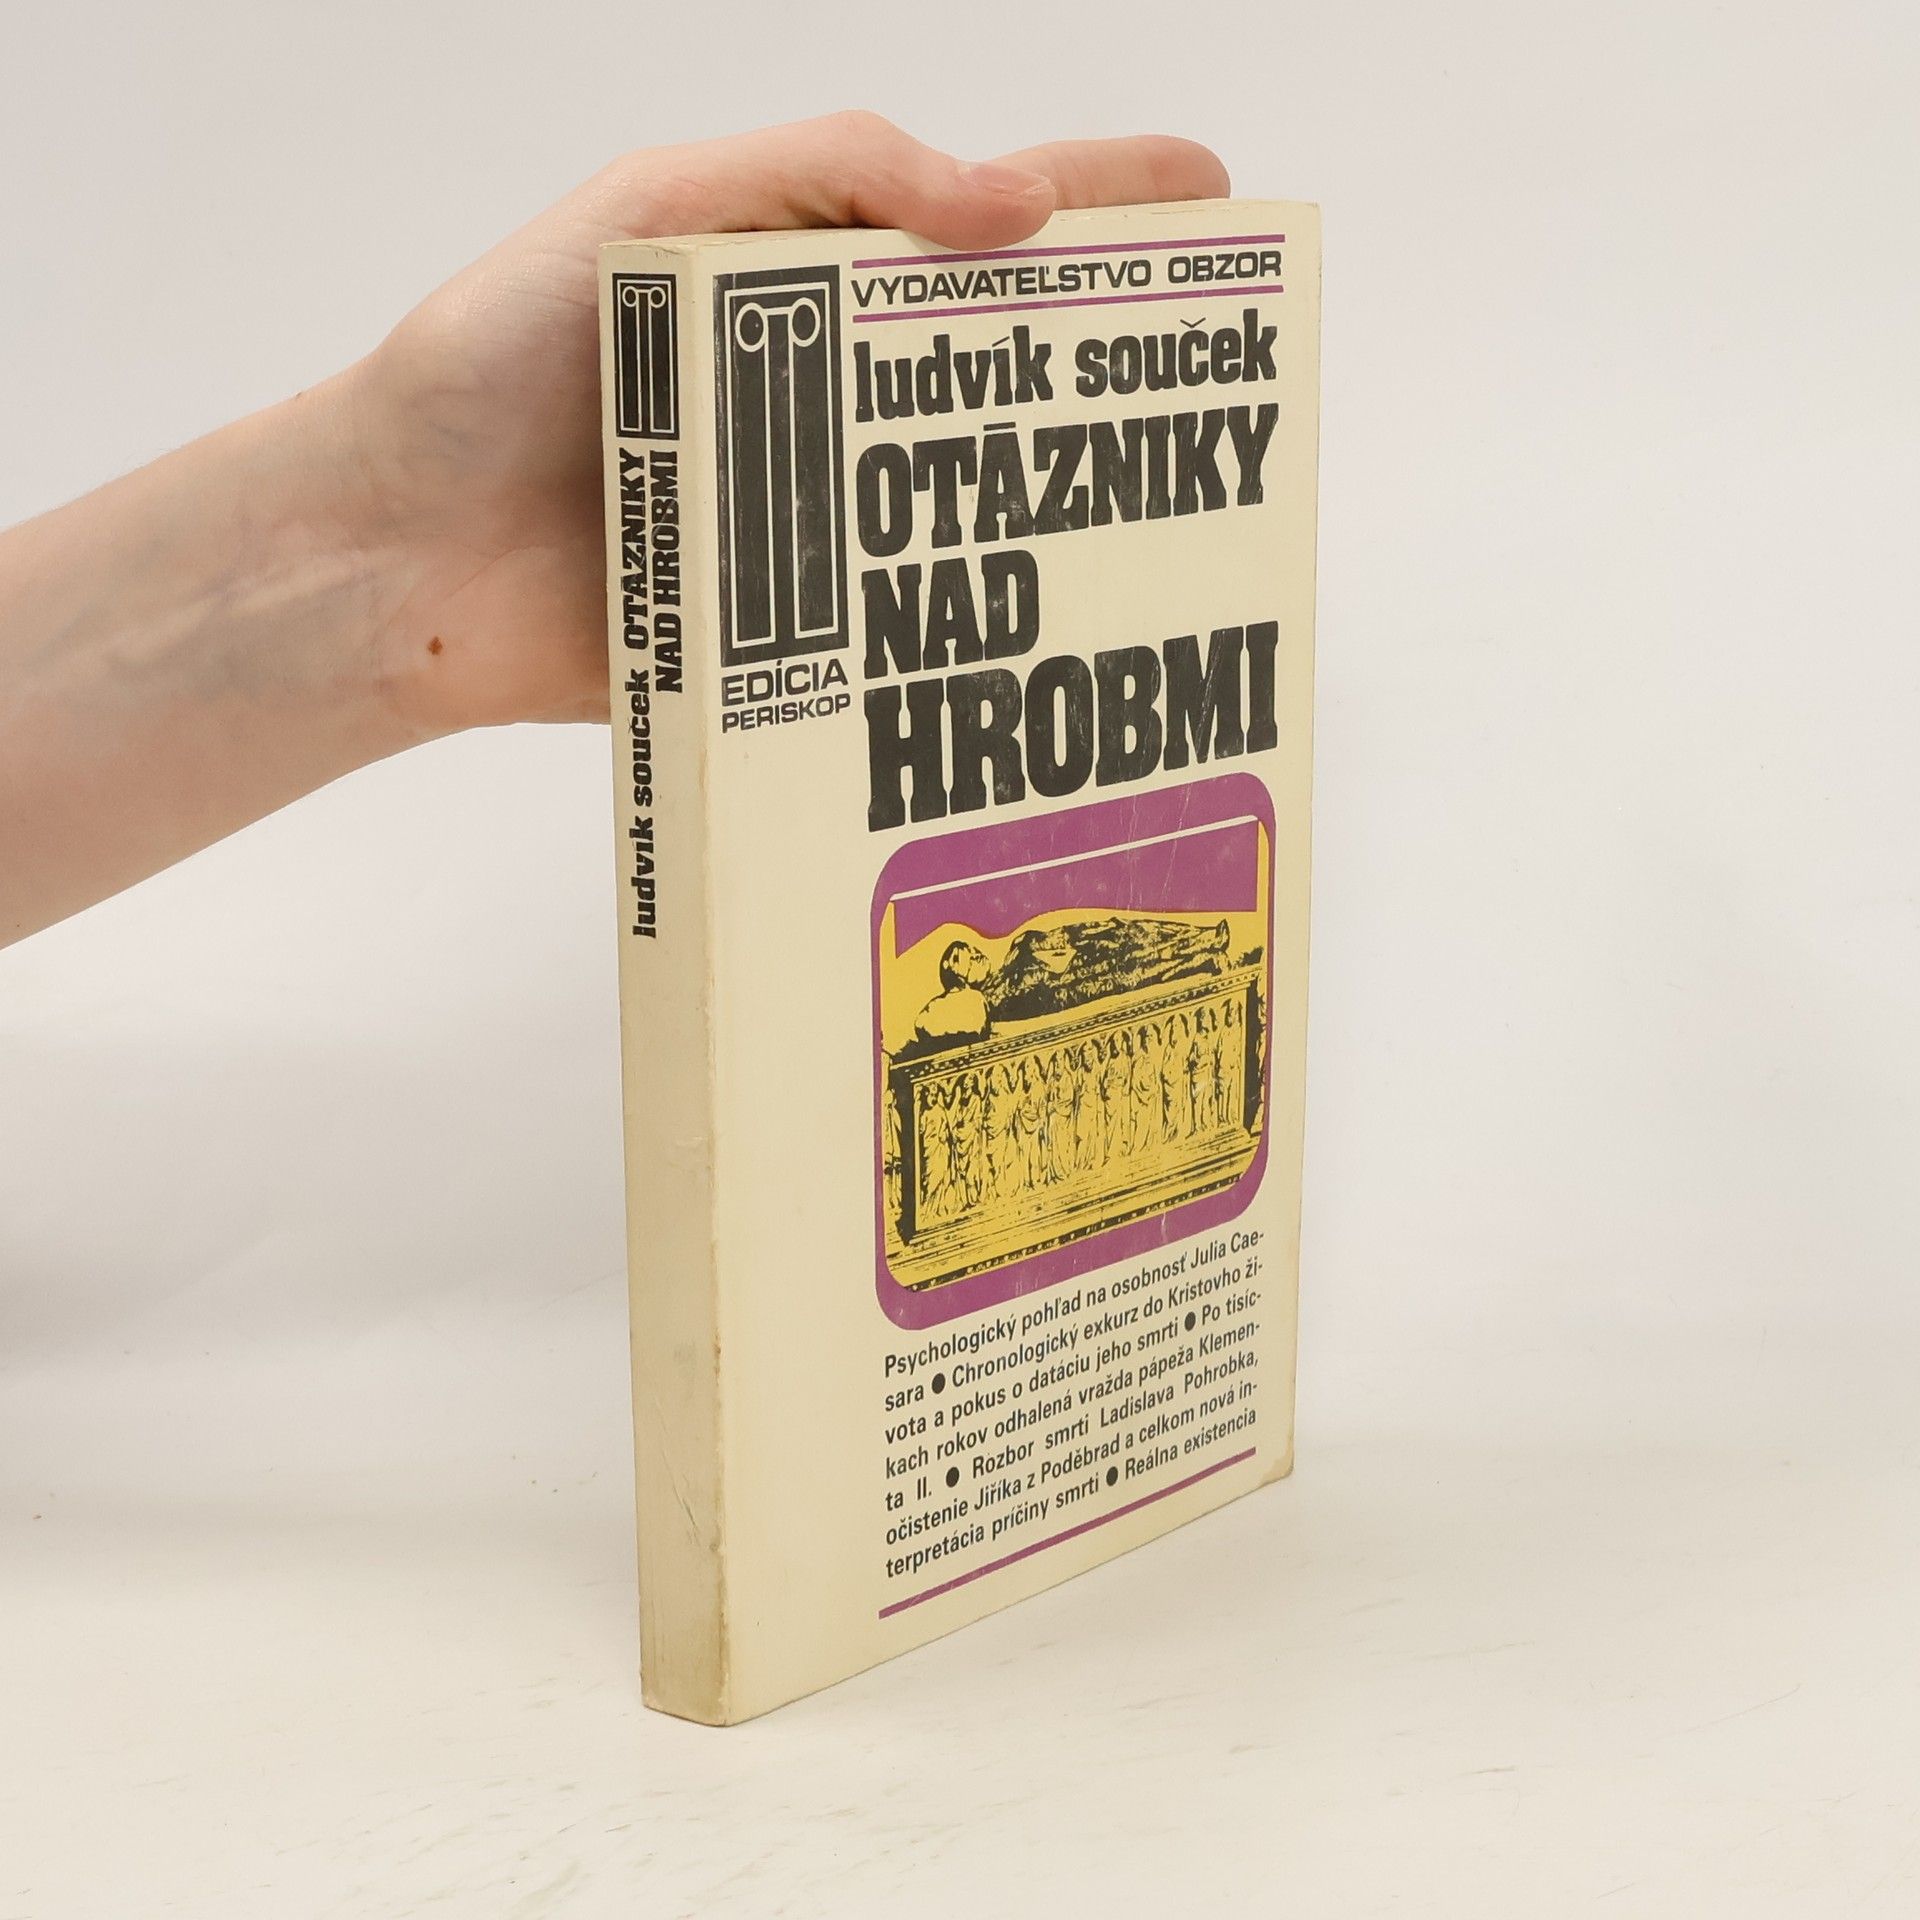 ludvík souček OTÁZNIKY
NAD HROBMI
VYDAVATEĽSTVO OBZOR
ludvík souček
OTÁZNIKY
NAD
HROBMI
EDÍCIA
PERISKOP
Psychologický pohľad na osobnosť Julia Cae-
sara ● Chronologický exkurz do Kristovho ži-
vota a pokus o datáciu jeho smrti ● Po tisíc-
kach rokov odhalená vražda pápeža Klemen-
ta II. ● Rozbor smrti Ladislava Pohrobka,
očistenie Jiříka z Poděbrad a celkom nová in-
terpretácia príčiny smrti ● Reálna existencia